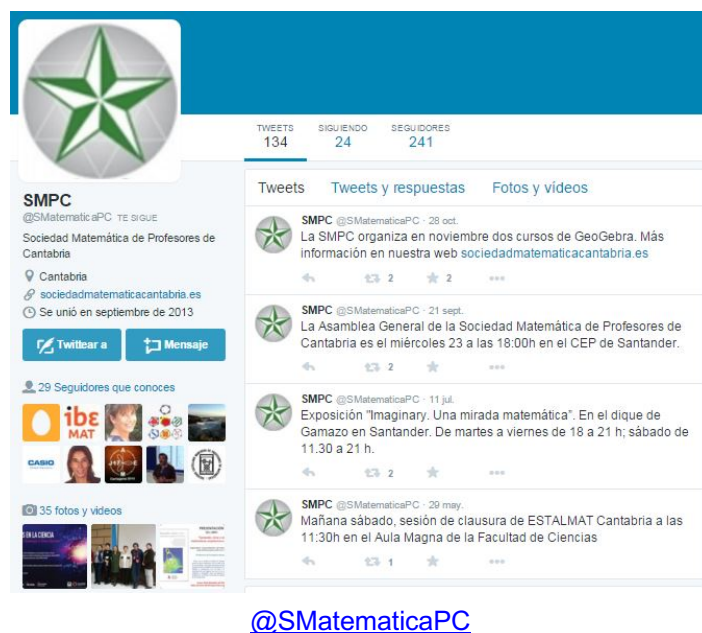 TWEETS SIGUIENDO SEGUIDORES
134 24 241
SMPC
@SMatematicaPC TE SIGUE
Sociedad Matemática de Profesores de
Cantabria
Cantabria
sociedadmatematicacantabria.es
Se unió en septiembre de 2013
Twittear a Mensaje
29 Seguidores que conoces
ibe
MAT
CASIO
35 fotos y vídeos
EN LA CIENCIA
Tweets Tweets y respuestas Fotos y vídeos
SMPC @SMatematicaPC · 28 oct.
La SMPC organiza en noviembre dos cursos de GeoGebra. Más
información en nuestra web sociedadmatematicacantabria.es
2 2
SMPC @SMatematicaPC · 21 sept.
La Asamblea General de la Sociedad Matemática de Profesores de
Cantabria es el miércoles 23 a las 18:00h en el CEP de Santander.
2
SMPC @SMatematicaPC · 11 jul.
Exposición "Imaginary. Una mirada matemática". En el dique de
Gamazo en Santander. De martes a viernes de 18 a 21 h; sábado de
11.30 a 21 h.
2
SMPC @SMatematicaPC · 29 may.
Mañana sábado, sesión de clausura de ESTALMAT Cantabria a las
11:30h en el Aula Magna de la Facultad de Ciencias
1
@SMatematicaPC